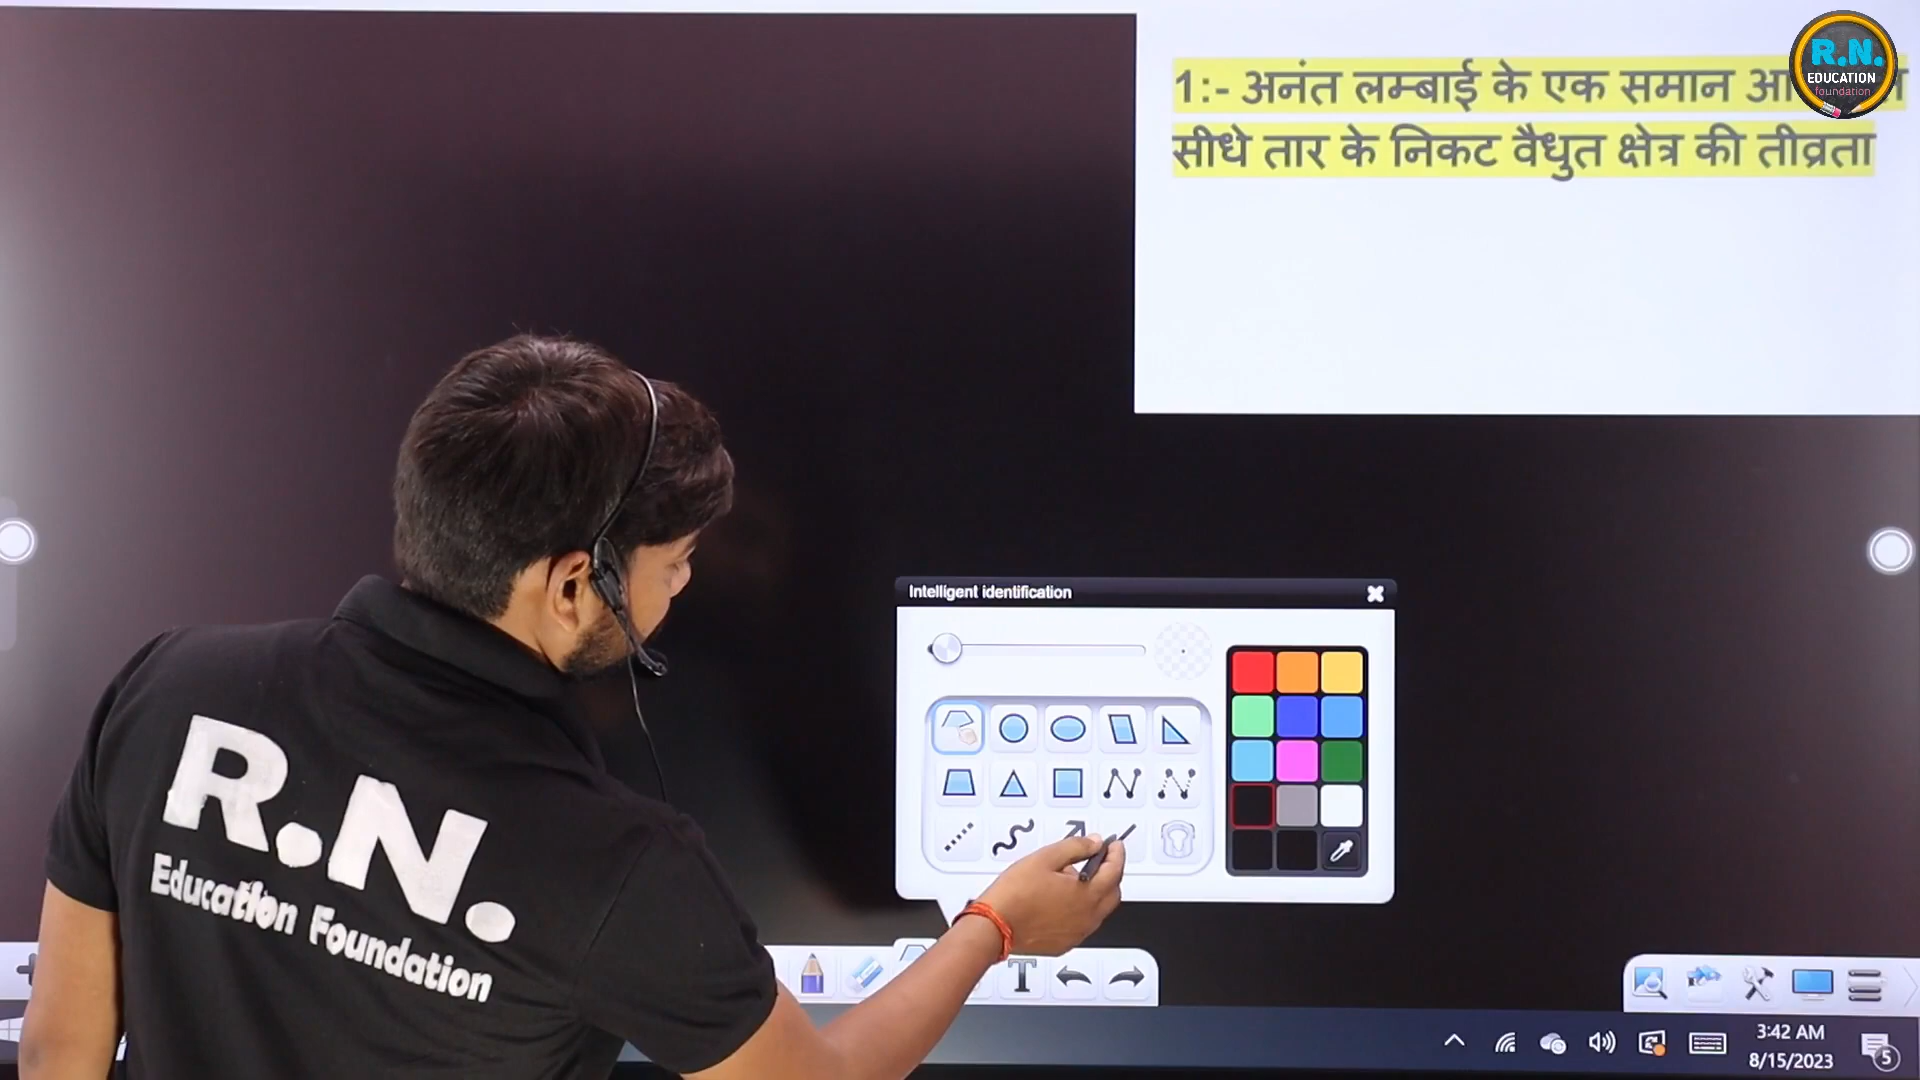 1:- अनंत लम्बाई के एक समान
सीधे तार के निकट वैधुत क्षेत्र की तीव्रता
R.N.
EDUCATION
foundation
Intelligent identification
R.N.
Education Foundation
T
3:42 AM
8/15/2023
5